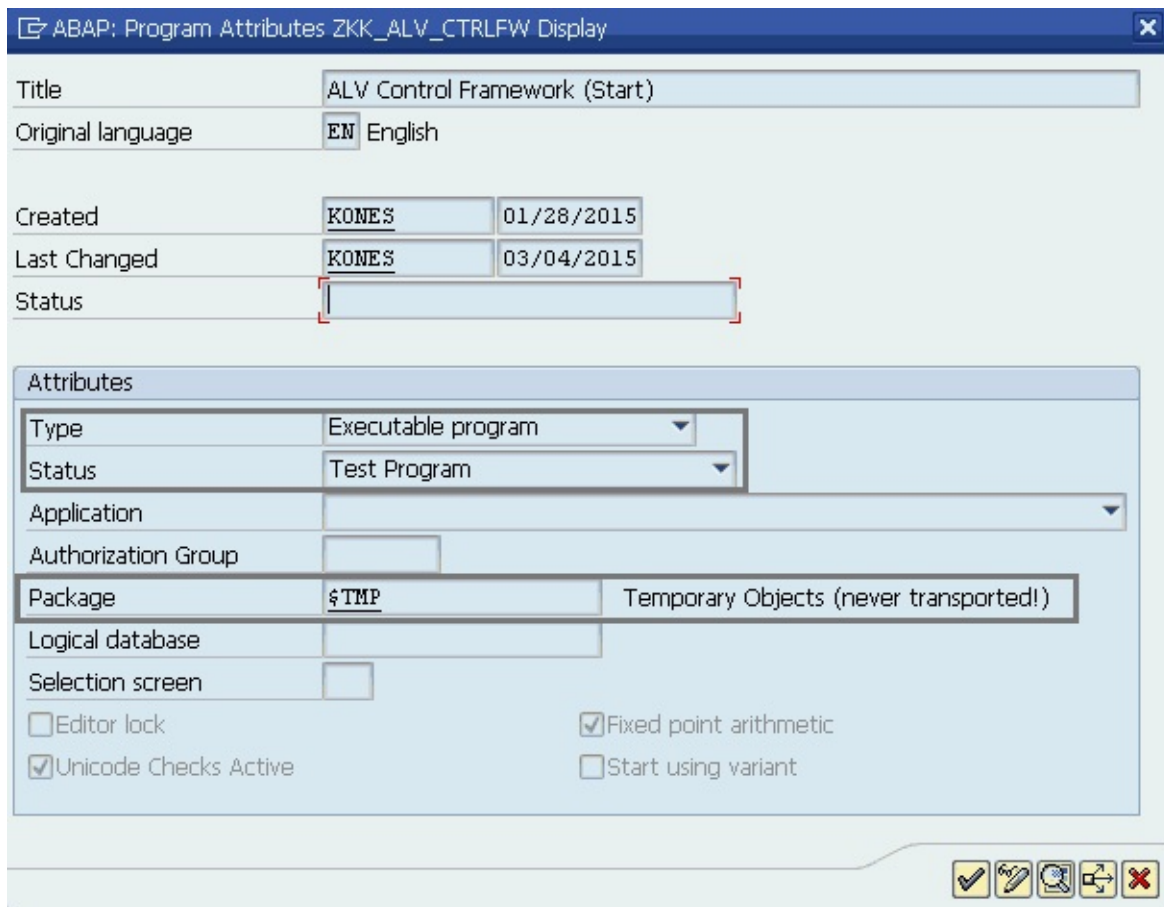 ABAP: Program Attributes ZKK_ALV_CTRLFW Display
Title ALV Control Framework (Start)
Original language EN English
Created KONES 01/28/2015
Last Changed KONES 03/04/2015
Status
Attributes
Type Executable program
Status Test Program
Application
Authorization Group
Package $TMP Temporary Objects (never transported!)
Logical database
Selection screen
Editor lock Fixed point arithmetic
Unicode Checks Active Start using variant